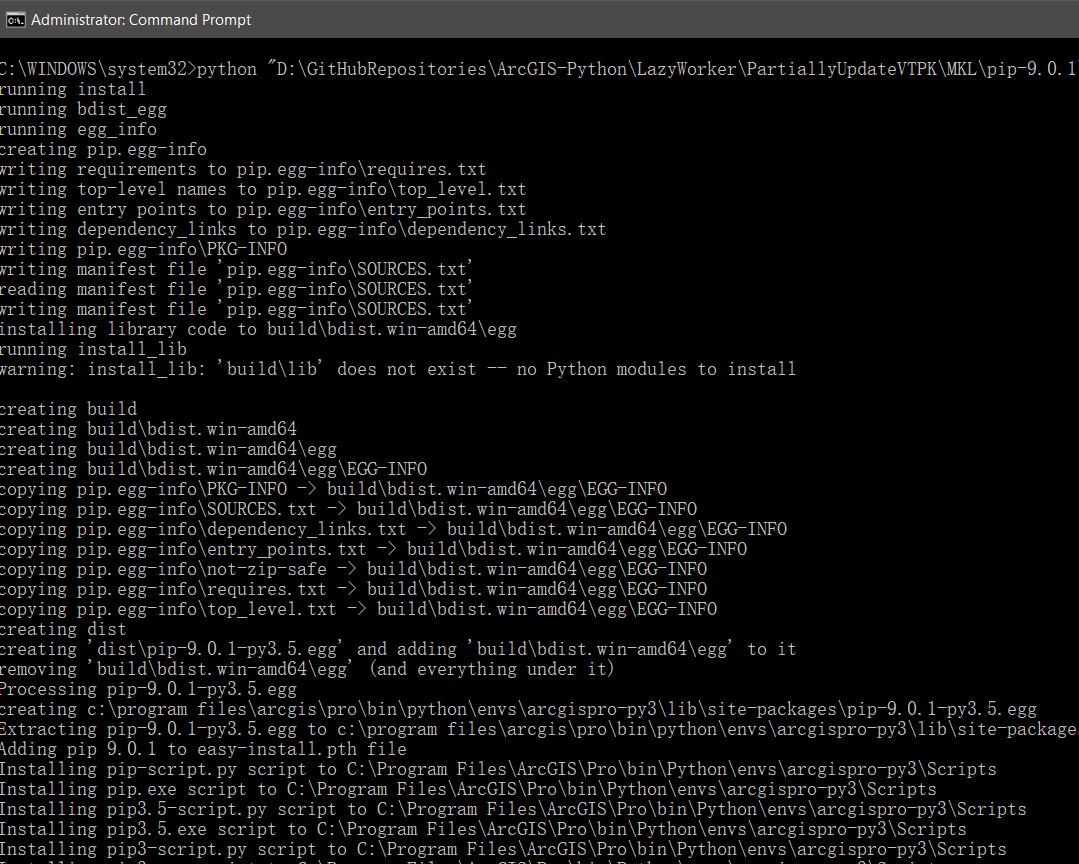 Administrator: Command Prompt
C:\WINDOWS\system32>python "D:\GitHubRepositories\ArcGIS-Python\LazyWorker\PartiallyUpdateVTPK\MKL\pip-9.0.1
running install
running bdist_egg
running egg_info
creating pip.egg-info
writing requirements to pip.egg-info\requires.txt
writing top-level names to pip.egg-info\top_level.txt
writing entry points to pip.egg-info\entry_points.txt
writing dependency_links to pip.egg-info\dependency_links.txt
writing pip.egg-info\PKG-INFO
writing manifest file 'pip.egg-info\SOURCES.txt'
reading manifest file 'pip.egg-info\SOURCES.txt'
writing manifest file 'pip.egg-info\SOURCES.txt'
installing library code to build\bdist.win-amd64\egg
running install_lib
warning: install_lib: 'build\lib' does not exist -- no Python modules to install
creating build
creating build\bdist.win-amd64
creating build\bdist.win-amd64\egg
creating build\bdist.win-amd64\egg\EGG-INFO
copying pip.egg-info\PKG-INFO -> build\bdist.win-amd64\egg\EGG-INFO
copying pip.egg-info\SOURCES.txt -> build\bdist.win-amd64\egg\EGG-INFO
copying pip.egg-info\dependency_links.txt -> build\bdist.win-amd64\egg\EGG-INFO
copying pip.egg-info\entry_points.txt -> build\bdist.win-amd64\egg\EGG-INFO
copying pip.egg-info\not-zip-safe -> build\bdist.win-amd64\egg\EGG-INFO
copying pip.egg-info\requires.txt -> build\bdist.win-amd64\egg\EGG-INFO
copying pip.egg-info\top_level.txt -> build\bdist.win-amd64\egg\EGG-INFO
creating dist
creating 'dist\pip-9.0.1-py3.5.egg' and adding 'build\bdist.win-amd64\egg' to it
removing 'build\bdist.win-amd64\egg' (and everything under it)
Processing pip-9.0.1-py3.5.egg
creating c:\program files\arcgis\pro\bin\python\envs\arcgispro-py3\lib\site-packages\pip-9.0.1-py3.5.egg
Extracting pip-9.0.1-py3.5.egg to c:\program files\arcgis\pro\bin\python\envs\arcgispro-py3\lib\site-package
Adding pip 9.0.1 to easy-install.pth file
Installing pip-script.py script to C:\Program Files\ArcGIS\Pro\bin\Python\envs\arcgispro-py3\Scripts
Installing pip.exe script to C:\Program Files\ArcGIS\Pro\bin\Python\envs\arcgispro-py3\Scripts
Installing pip3.5-script.py script to C:\Program Files\ArcGIS\Pro\bin\Python\envs\arcgispro-py3\Scripts
Installing pip3.5.exe script to C:\Program Files\ArcGIS\Pro\bin\Python\envs\arcgispro-py3\Scripts
Installing pip3-script.py script to C:\Program Files\ArcGIS\Pro\bin\Python\envs\arcgispro-py3\Scripts